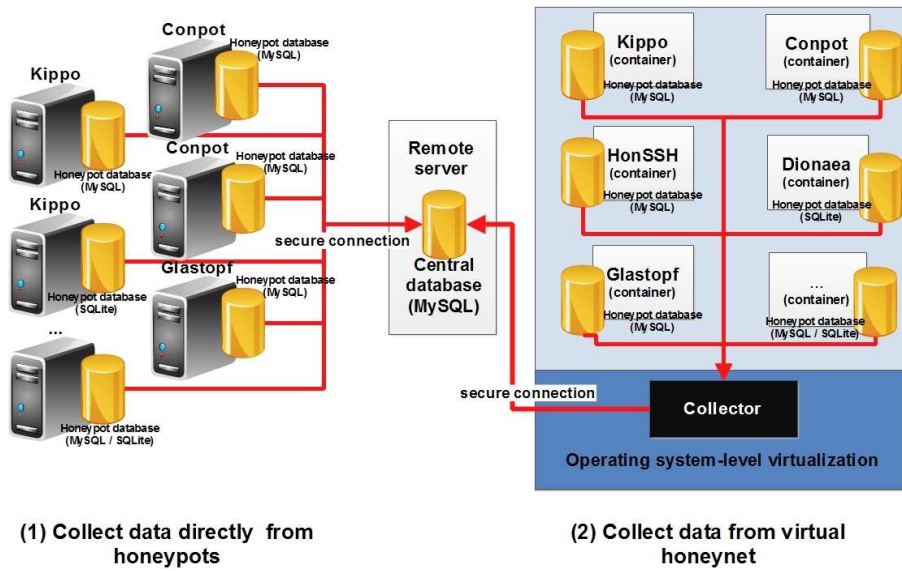 Conpot
Honeypot database
(MySQL)
Kippo
Honeypot database
(MySQL)
Conpot
Honeypot database
(MySQL)
Kippo
Honeypot database
(SQLite)
Glastopf
Honeypot database
(MySQL)
...
Honeypot database
(MySQL / SQLite)
secure connection
Remote
server
Central
database
(MySQL)
secure connection
Kippo
(container)
Honeypot database
(MySQL)
Conpot
(container)
Honeypot database
(MySQL)
HonSSH
(container)
Honeypot database
(MySQL)
Dionaea
(container)
Honeypot database
(SQLite)
Glastopf
(container)
Honeypot database
(MySQL)
...
(container)
Honeypot database
(MySQL / SQLite)
Collector
Operating system-level virtualization
(1) Collect data directly from
honeypots
(2) Collect data from virtual
honeynet